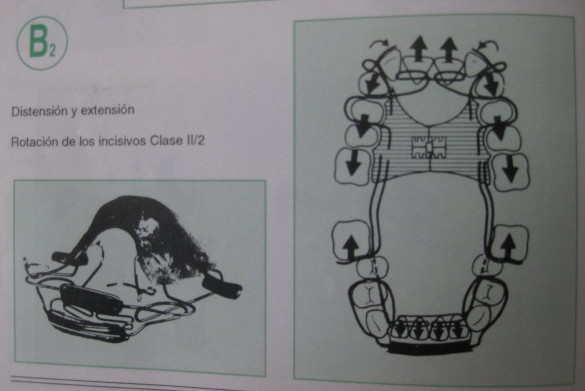 B2
Distensión y extensión
Rotación de los incisivos Clase II/2